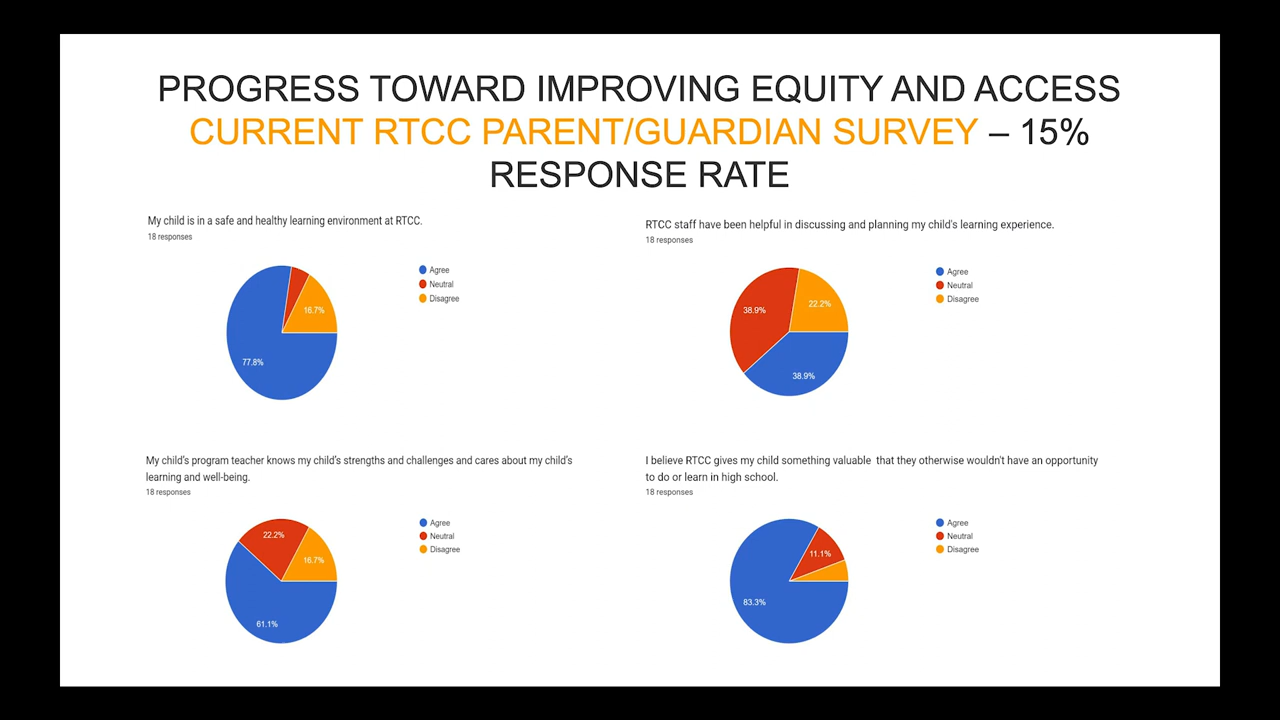 PROGRESS TOWARD IMPROVING EQUITY AND ACCESS
CURRENT RTCC PARENT/GUARDIAN SURVEY – 15%
RESPONSE RATE
My child is in a safe and healthy learning environment at RTCC.
18 responses
Agree
Neutral
Disagree
16.7%
77.8%
RTCC staff have been helpful in discussing and planning my child's learning experience.
18 responses
Agree
Neutral
Disagree
38.9%
22.2%
38.9%
My child's program teacher knows my child's strengths and challenges and cares about my child's
learning and well-being.
18 responses
Agree
Neutral
Disagree
22.2%
16.7%
61.1%
I believe RTCC gives my child something valuable that they otherwise wouldn't have an opportunity
to do or learn in high school.
18 responses
Agree
Neutral
Disagree
11.1%
83.3%